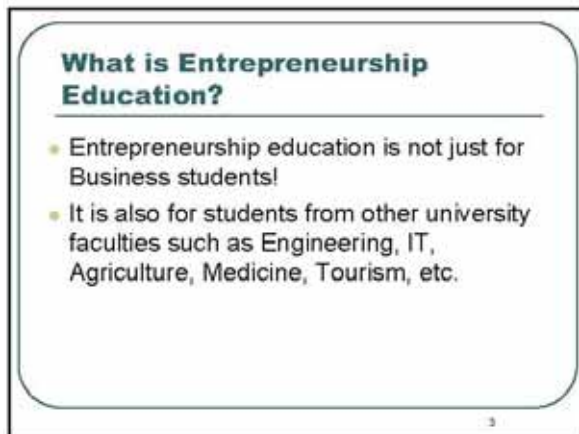 What is Entrepreneurship
Education?
Entrepreneurship education is not just for
Business students!
It is also for students from other university
faculties such as Engineering, IT,
Agriculture, Medicine, Tourism, etc.
3